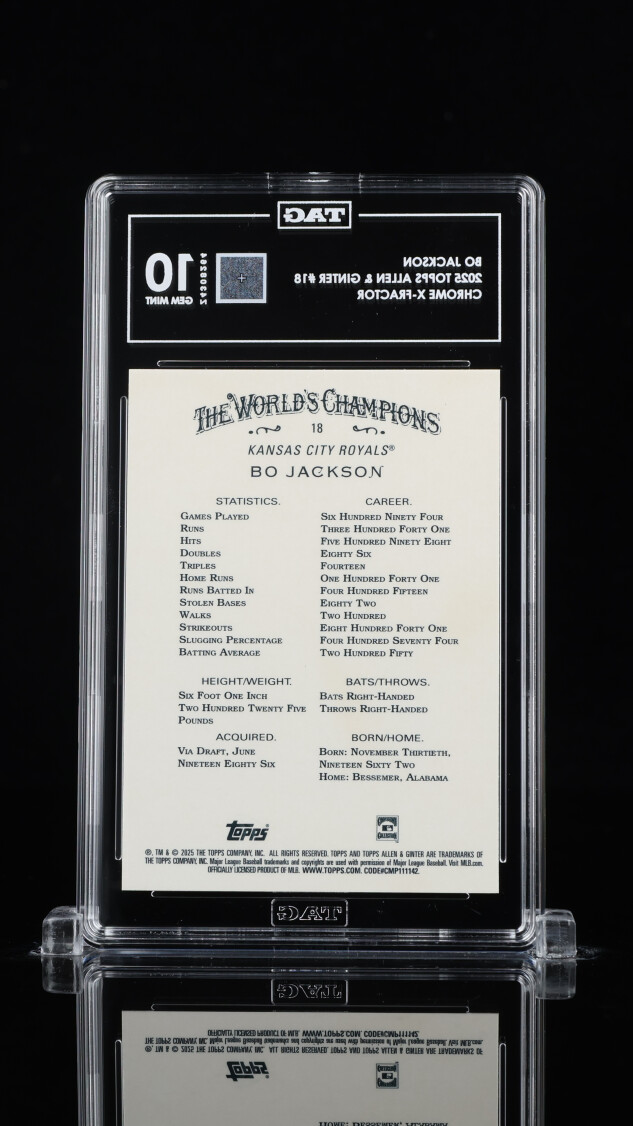 TAG
BO JACKSON
2025 TOPPS ALLEN & GINTER #18
CHROME X-FRACTOR
10
GEM MINT
THE WORLD'S CHAMPIONS
18
KANSAS CITY ROYALS®
BO JACKSON
STATISTICS. CAREER.
GAMES PLAYED SIX HUNDRED NINETY FOUR
RUNS THREE HUNDRED FORTY ONE
HITS FIVE HUNDRED NINETY EIGHT
DOUBLES EIGHTY SIX
TRIPLES FOURTEEN
HOME RUNS ONE HUNDRED FORTY ONE
RUNS BATTED IN FOUR HUNDRED FIFTEEN
STOLEN BASES EIGHTY TWO
WALKS TWO HUNDRED
STRIKEOUTS EIGHT HUNDRED FORTY ONE
SLUGGING PERCENTAGE FOUR HUNDRED SEVENTY FOUR
BATTING AVERAGE TWO HUNDRED FIFTY
HEIGHT/WEIGHT. BATS/THROWS.
SIX FOOT ONE INCH BATS RIGHT-HANDED
TWO HUNDRED TWENTY FIVE THROWS RIGHT-HANDED
POUNDS
ACQUIRED. BORN/HOME.
VIA DRAFT, JUNE BORN: NOVEMBER THIRTIETH,
NINETEEN EIGHTY SIX NINETEEN SIXTY TWO
HOME: BESSEMER, ALABAMA
Topps
®, TM & © 2025 THE TOPPS COMPANY, INC. ALL RIGHTS RESERVED. TOPPS AND TOPPS ALLEN & GINTER ARE TRADEMARKS OF
THE TOPPS COMPANY, INC. Major League Baseball trademarks and copyrights are used with permission of Major League Baseball. Visit MLB.com.
OFFICIALLY LICENSED PRODUCT OF MLB. WWW.TOPPS.COM. CODE#CMP111142.
TAG